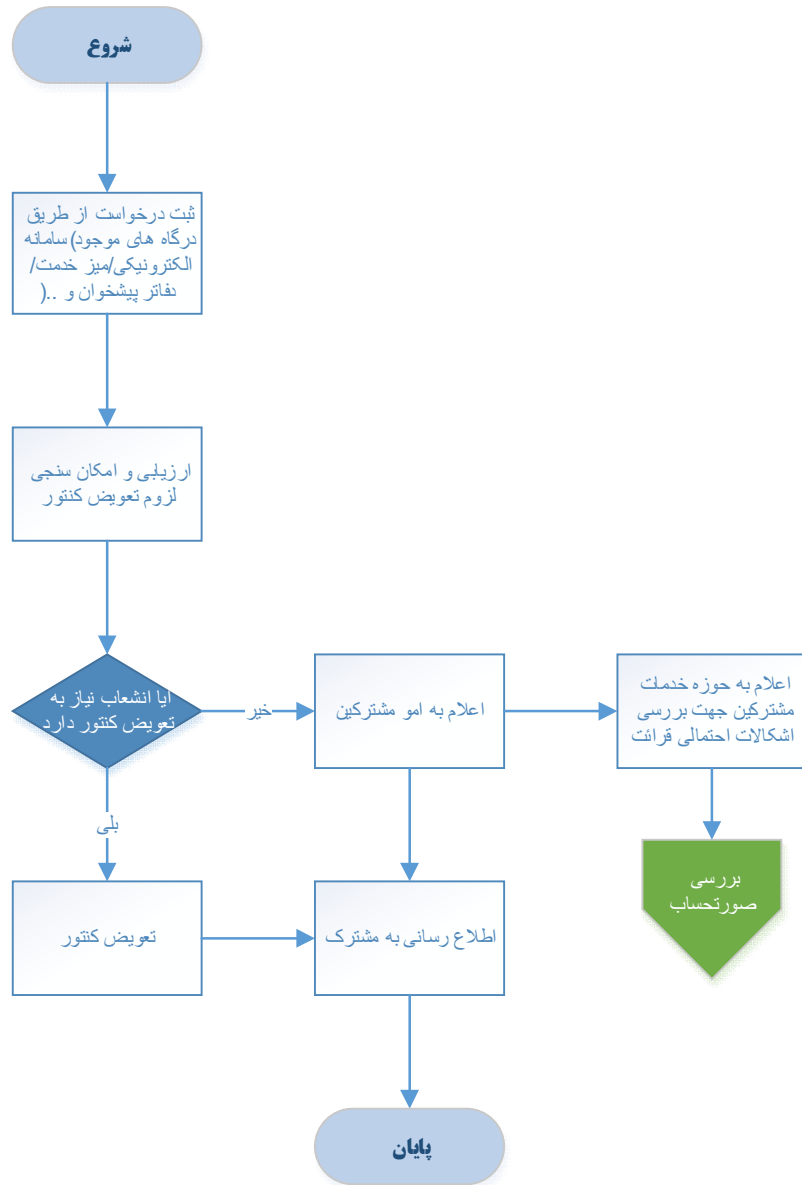 شروع
ثبت درخواست از طریق
درگاه های موجود)سامانه
الکترونیکی/میز خدمت/
دفاتر پیشخوان و ..(
ارزیابی و امکان سنجی
لزوم تعویض کنتور
ایا انشعاب نیاز به
تعویض کنتور دارد
خیر
اعلام به امو مشترکین
اعلام به حوزه خدمات
مشترکین جهت بررسی
اشکالات احتمالی قرائت
بلی
تعویض کنتور
اطلاع رسانی به مشترک
بررسی
صورتحساب
پایان